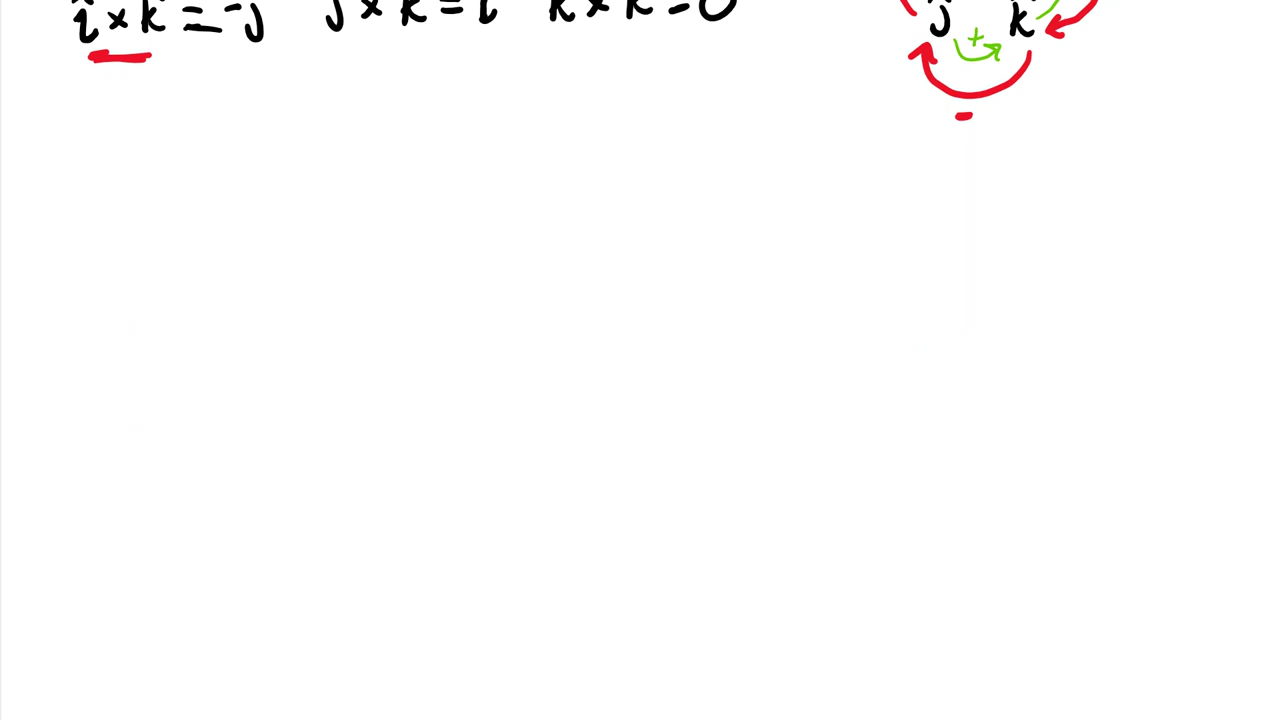 î × k̂ = -j   j × k = i   k × k = 0
ĵ   k̂
+
-